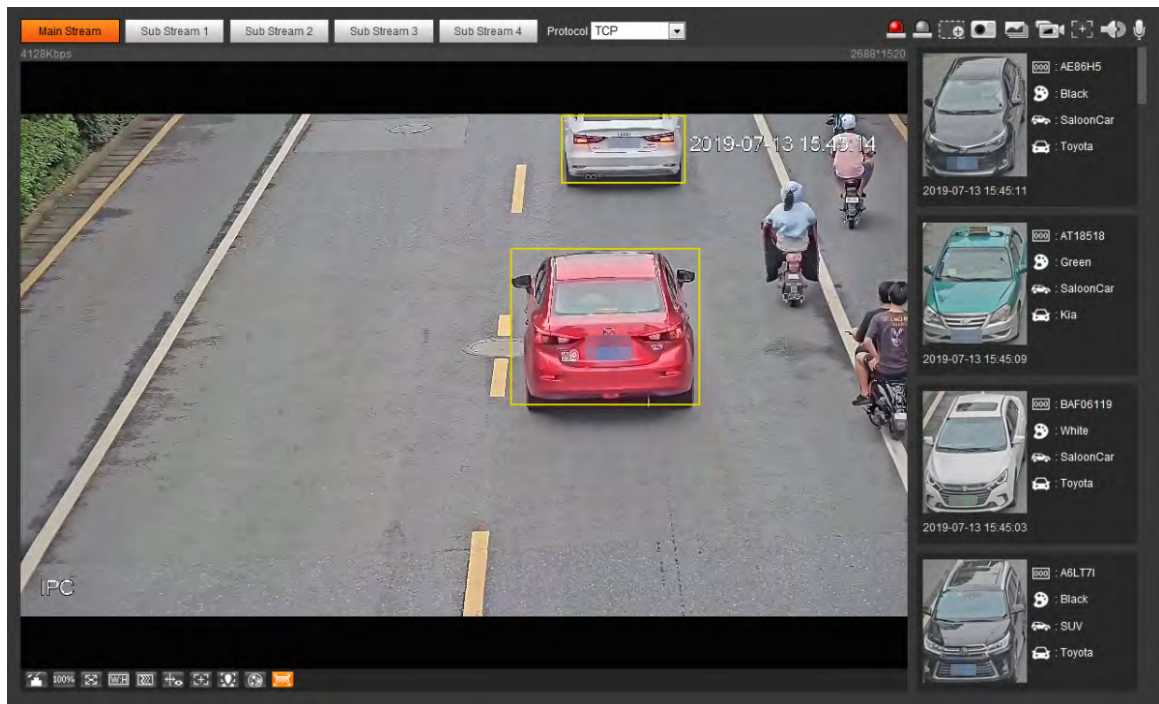 Main Stream
Sub Stream 1
Sub Stream 2
Sub Stream 3
Sub Stream 4
Protocol TCP
4128Kbps
2688*1520
2019-07-13 15:45:14
IPC
100%
W:H
: AE86H5
: Black
: SaloonCar
: Toyota
2019-07-13 15:45:11
: AT18518
: Green
: SaloonCar
: Kia
2019-07-13 15:45:09
: BAF06119
: White
: SaloonCar
: Toyota
2019-07-13 15:45:03
: A6LT7I
: Black
: SUV
: Toyota